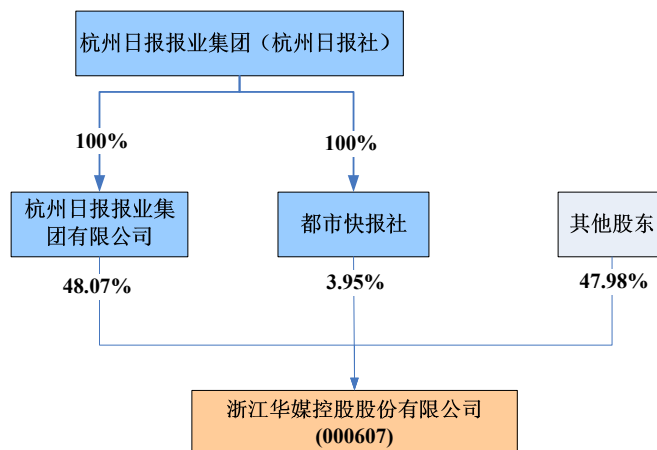 杭州日报报业集团（杭州日报社）
100%
100%
杭州日报报业集
团有限公司
都市快报社
其他股东
48.07%
3.95%
47.98%
浙江华媒控股股份有限公司
(000607)